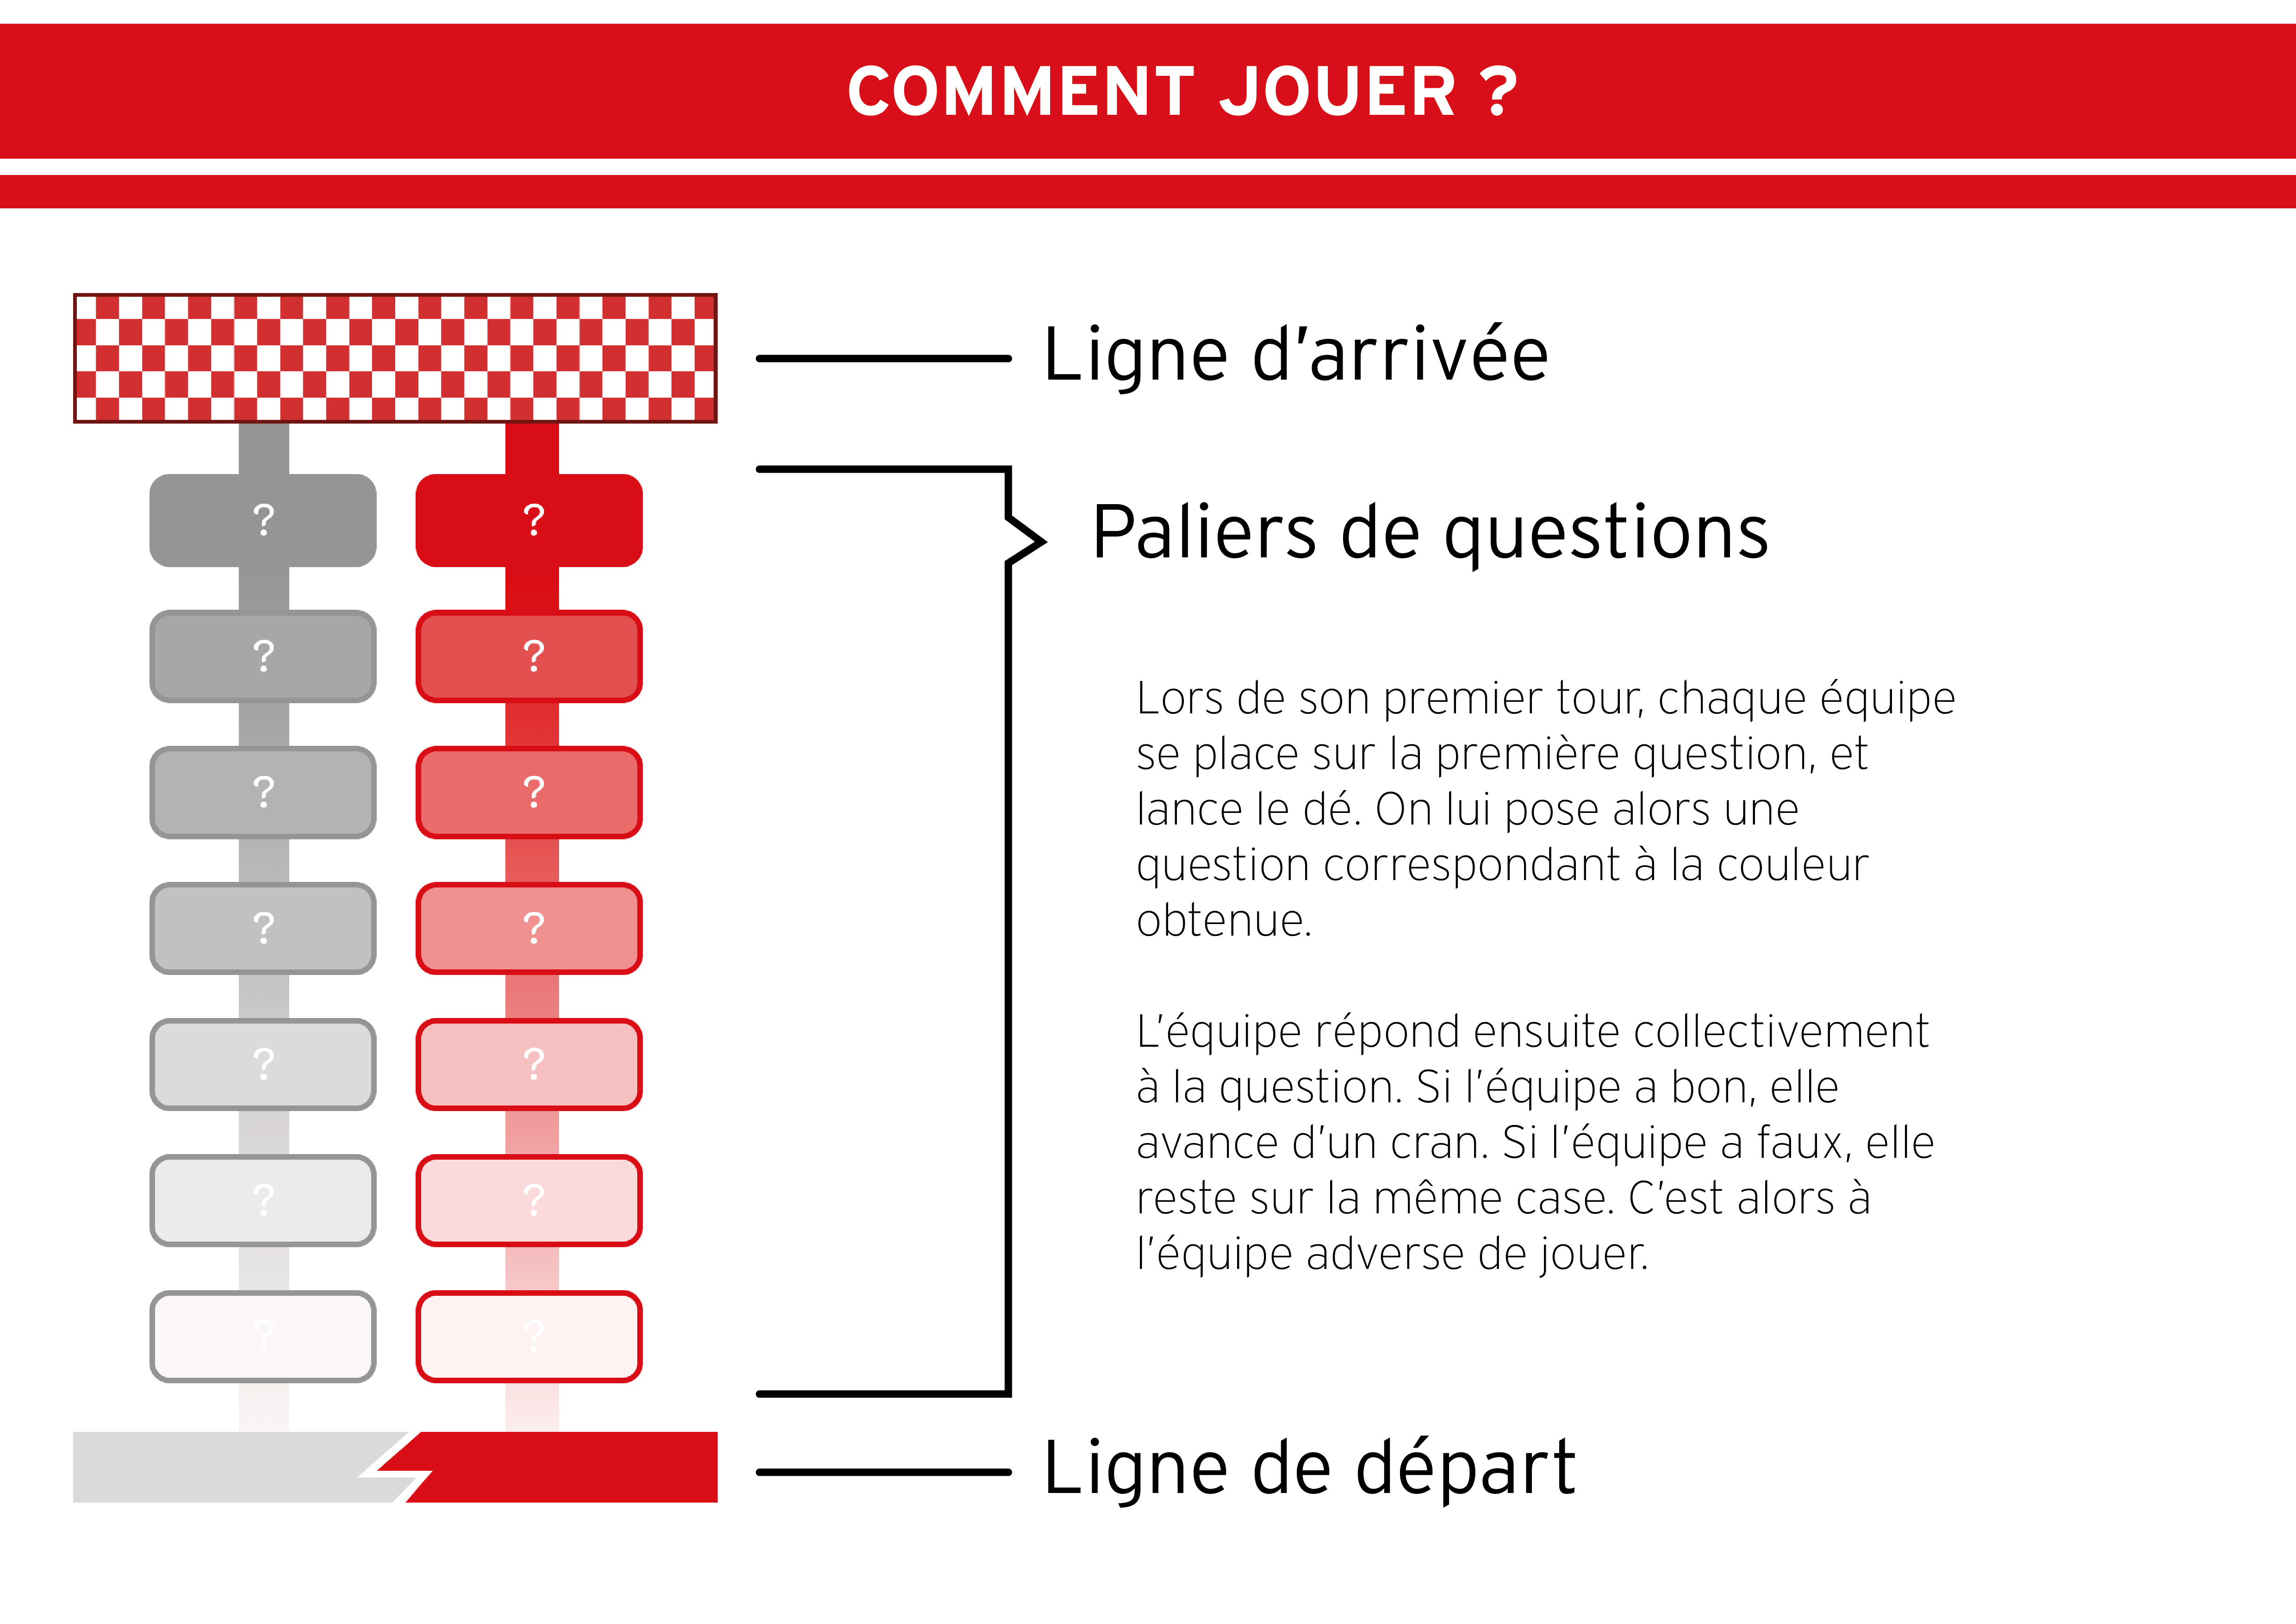 COMMENT JOUER ?
Ligne d'arrivée
? ?
Paliers de questions
? ?
? ?
? ?
? ?
? ?
? ?
Lors de son premier tour, chaque équipe
se place sur la première question, et
lance le dé. On lui pose alors une
question correspondant à la couleur
obtenue.
L'équipe répond ensuite collectivement
à la question. Si l'équipe a bon, elle
avance d'un cran. Si l'équipe a faux, elle
reste sur la même case. C'est alors à
l'équipe adverse de jouer.
Ligne de départ